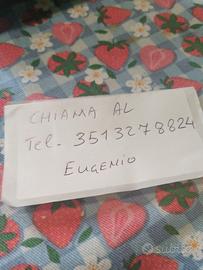 CHIAMA AL
Tel. 3513278824
EUGENIO
subito